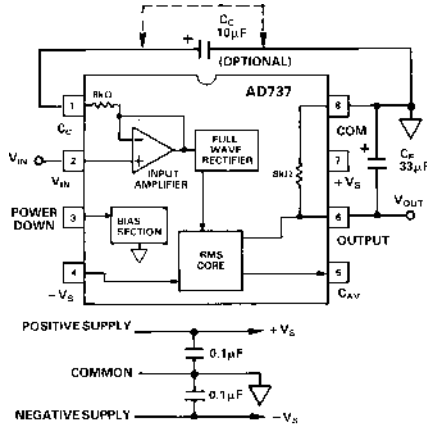 CC
10μF
+
(OPTIONAL)
AD737
8kΩ
1
CC
8
COM
VIN
2
VIN
−
+
INPUT
AMPLIFIER
FULL
WAVE
RECTIFIER
8kΩ
7
+VS
+
CF
33μF
POWER
DOWN
3
BIAS
SECTION
6
OUTPUT
VOUT
RMS
CORE
4
−VS
5
CAV
POSITIVE SUPPLY
+VS
0.1μF
COMMON
0.1μF
NEGATIVE SUPPLY
−VS